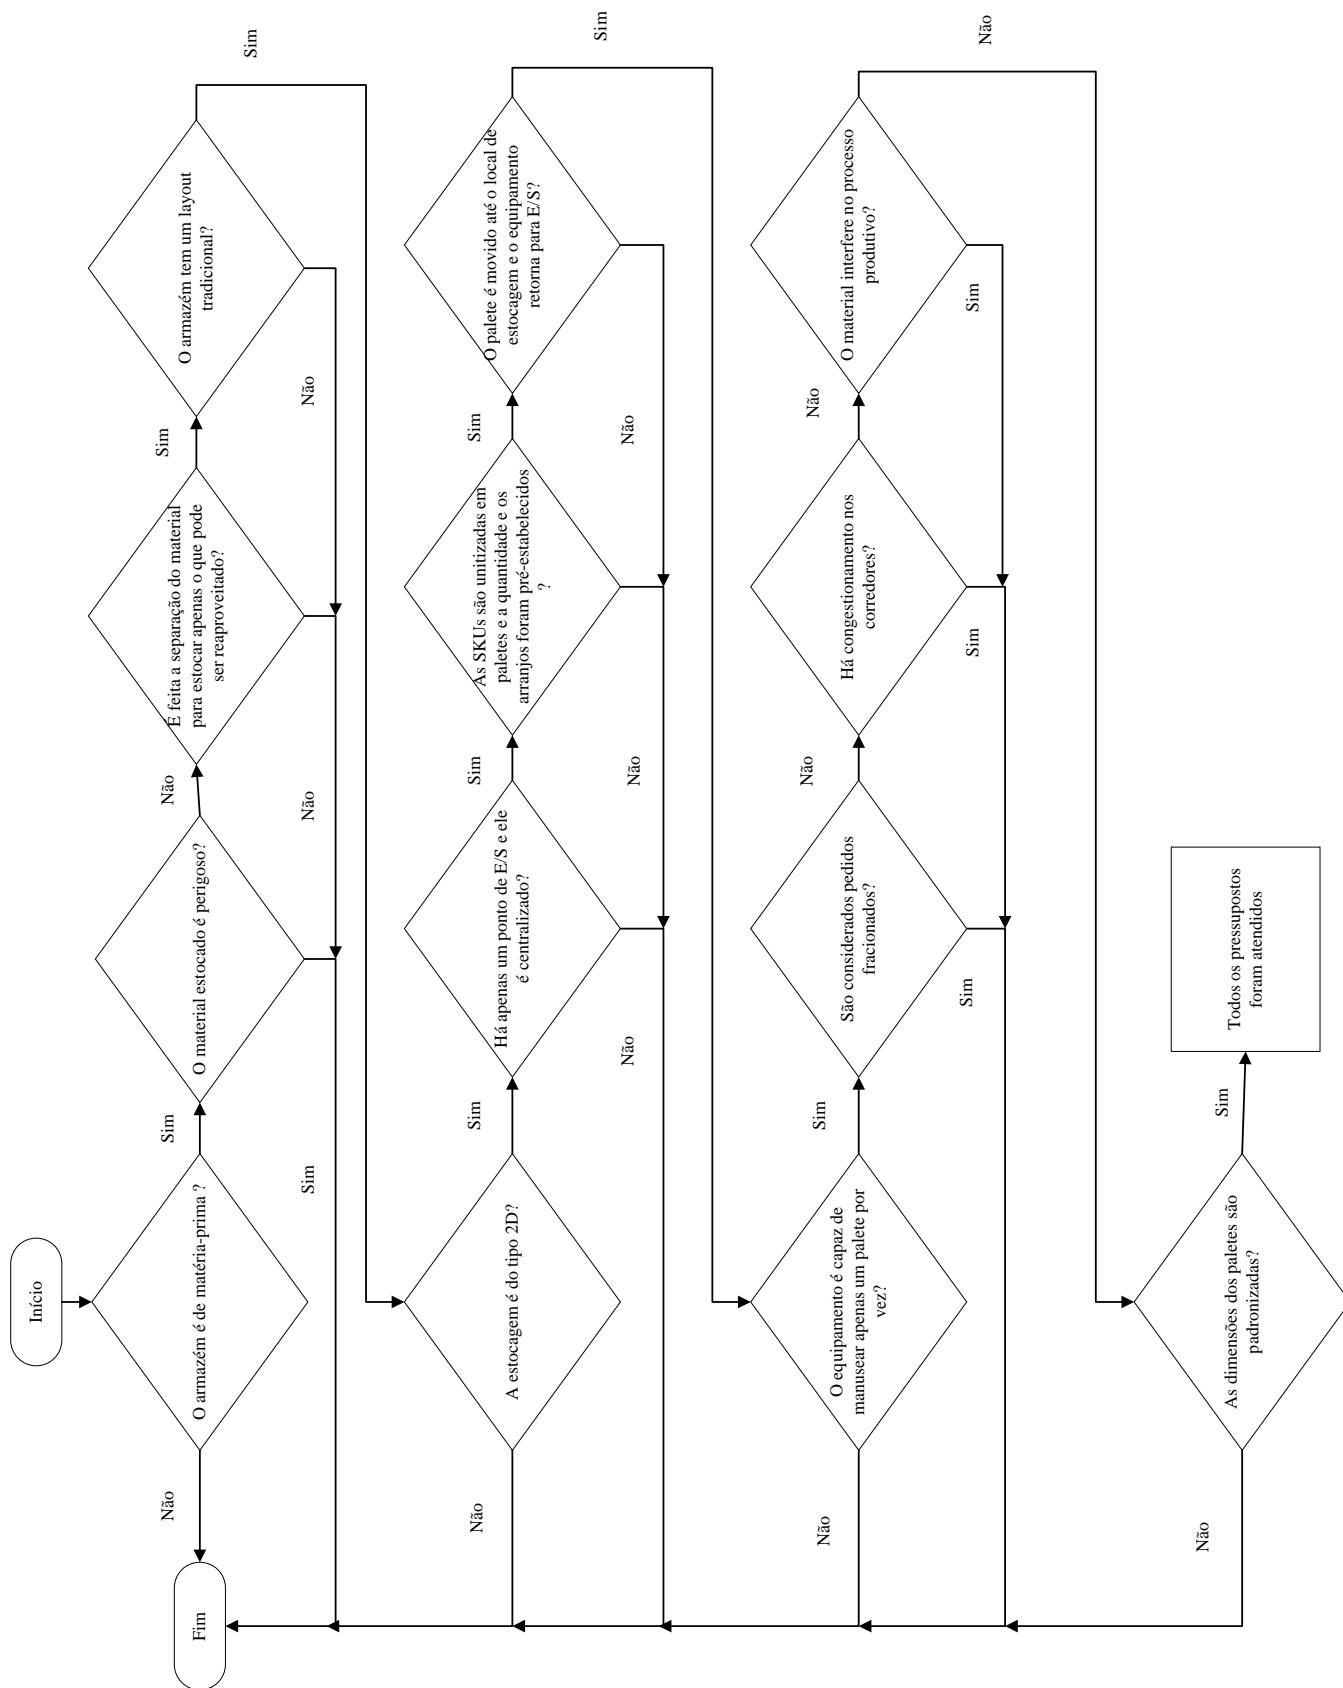 Início
O armazém é de matéria-prima ?
Não
Fim
Sim
O material estocado é perigoso?
Sim
Não
É feita a separação do material
para estocar apenas o que pode
ser reaproveitado?
Não
Sim
O armazém tem um layout
tradicional?
Não
Sim
A estocagem é do tipo 2D?
Não
Sim
Há apenas um ponto de E/S e ele
é centralizado?
Não
Sim
As SKUs são unitizadas em
paletes e a quantidade e os
arranjos foram pré-estabelecidos
?
Não
Sim
O palete é movido até o local de
estocagem e o equipamento
retorna para E/S?
Não
Sim
O equipamento é capaz de
manusear apenas um palete por
vez?
Não
Sim
São considerados pedidos
fracionados?
Sim
Não
Há congestionamento nos
corredores?
Sim
Não
O material interfere no processo
produtivo?
Sim
Não
As dimensões dos paletes são
padronizadas?
Não
Sim
Todos os pressupostos
foram atendidos